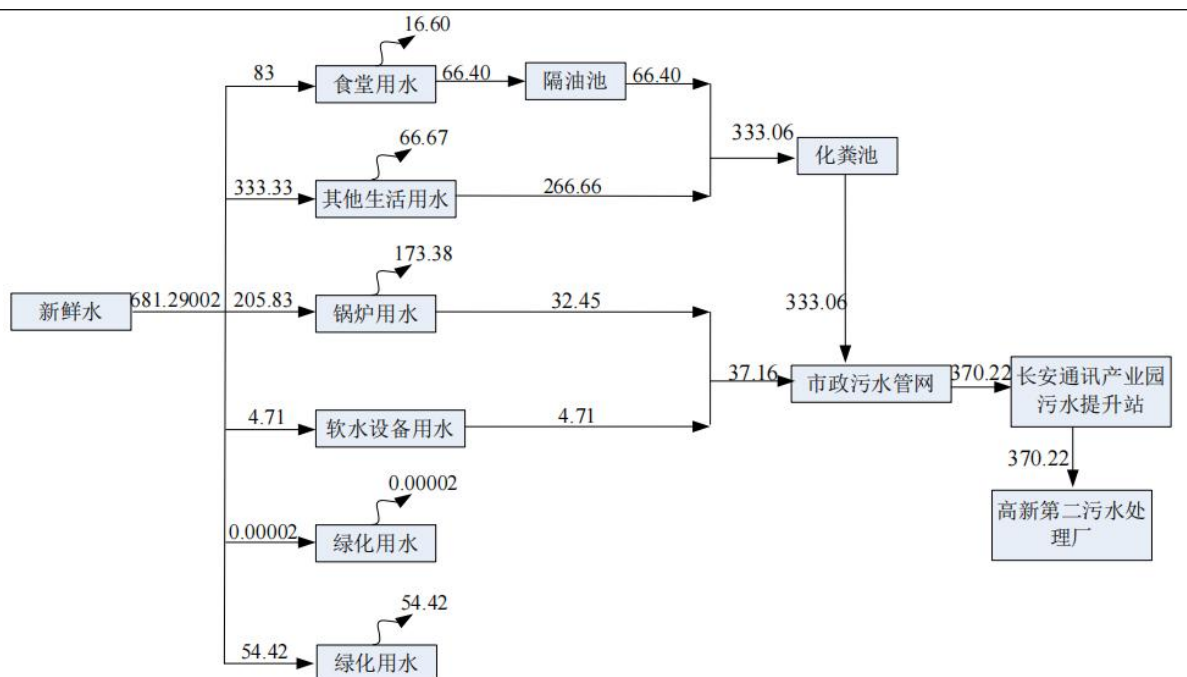 16.60
83
食堂用水
66.40
隔油池
66.40
66.67
333.06
化粪池
333.33
其他生活用水
266.66
173.38
新鲜水
681.29002
205.83
锅炉用水
32.45
333.06
37.16
市政污水管网
370.22
长安通讯产业园
污水提升站
4.71
软水设备用水
4.71
370.22
0.00002
0.00002
绿化用水
高新第二污水处
理厂
54.42
54.42
绿化用水